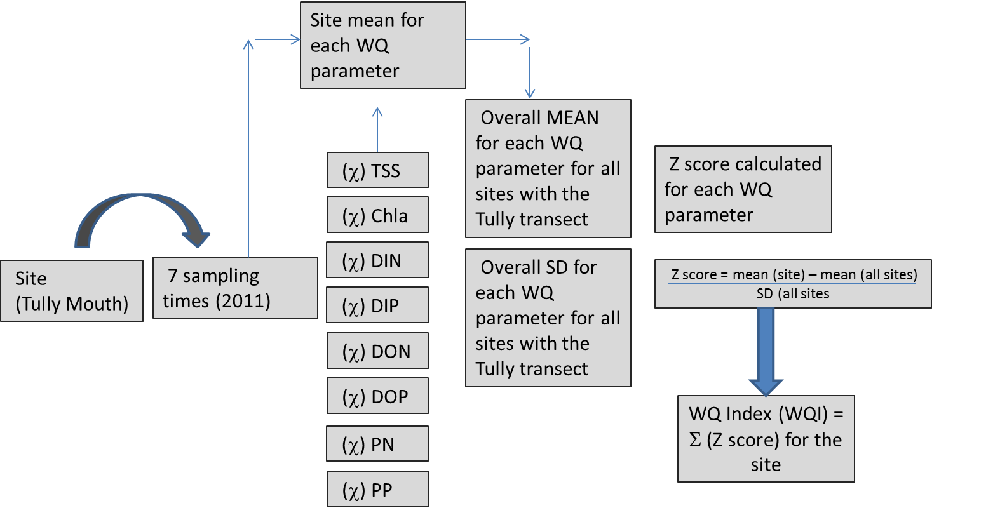 Site mean for
each WQ
parameter
Overall MEAN
for each WQ
parameter for all
sites with the
Tully transect
Z score calculated
for each WQ
parameter
(χ) TSS
(χ) Chla
(χ) DIN
(χ) DIP
(χ) DON
(χ) DOP
(χ) PN
(χ) PP
Site
(Tully Mouth)
7 sampling
times (2011)
Overall SD for
each WQ
parameter for all
sites with the
Tully transect
Z score = mean (site) – mean (all sites)
SD (all sites
WQ Index (WQI) =
Σ (Z score) for the
site